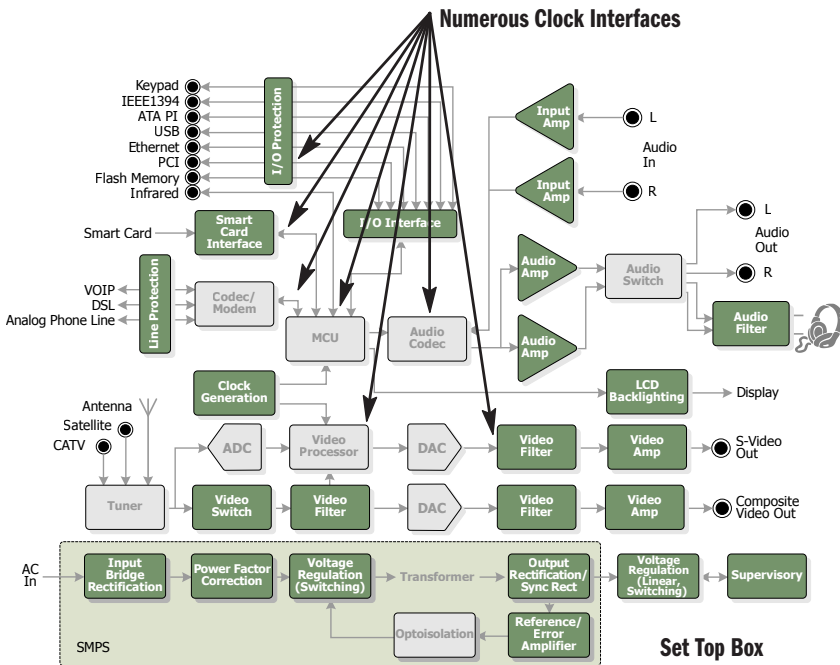 Numerous Clock Interfaces
Keypad
IEEE1394
ATA PI
USB
Ethernet
PCI
Flash Memory
Infrared
I/O Protection
Input
Amp
L
Audio
In
Input
Amp
R
Smart Card
Smart
Card
Interface
I/O Interface
L
Audio
Out
R
VOIP
DSL
Analog Phone Line
Line Protection
Codec/
Modem
MCU
Audio
Codec
Audio
Amp
Audio
Amp
Audio
Switch
Audio
Filter
Clock
Generation
LCD
Backlighting
Display
Antenna
Satellite
CATV
ADC
Video
Processor
DAC
Video
Filter
Video
Amp
S-Video
Out
Tuner
Video
Switch
Video
Filter
DAC
Video
Filter
Video
Amp
Composite
Video Out
AC
In
Input
Bridge
Rectification
Power Factor
Correction
Voltage
Regulation
(Switching)
Transformer
Output
Rectification/
Sync Rect
Voltage
Regulation
(Linear,
Switching)
Supervisory
Optoisolation
Reference/
Error
Amplifier
SMPS
Set Top Box